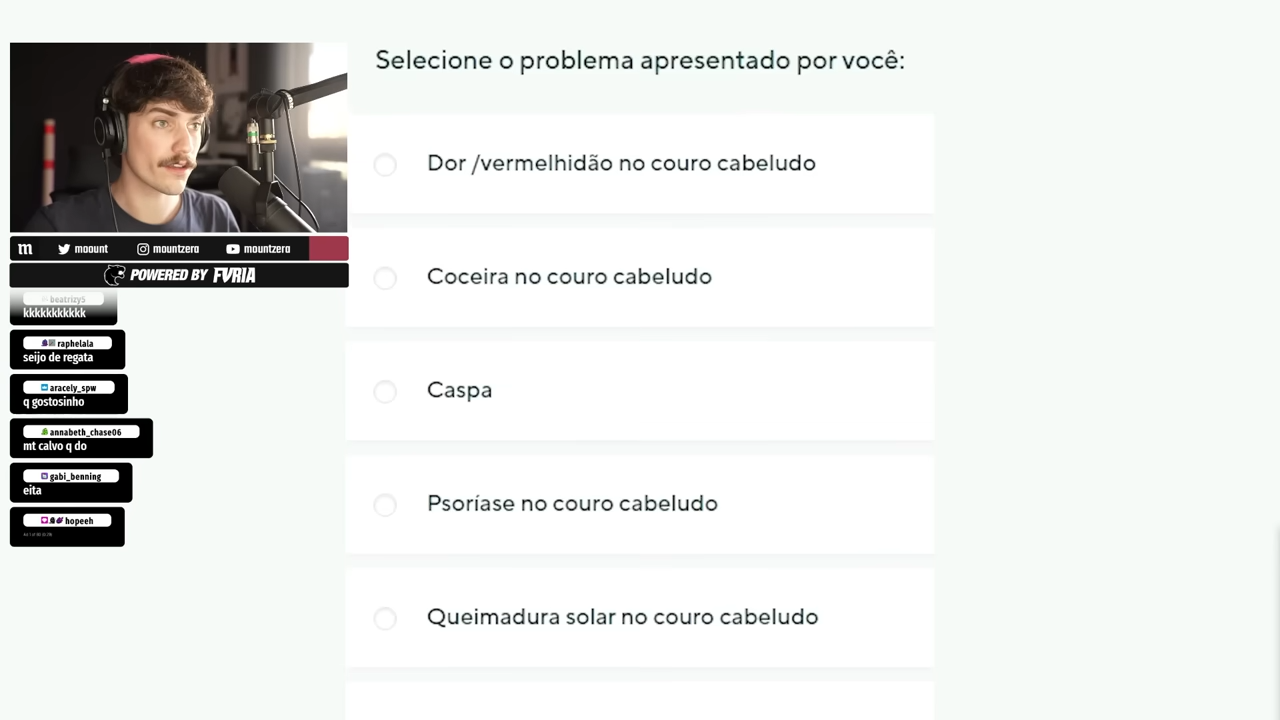 Selecione o problema apresentado por você:
Dor /vermelhidão no couro cabeludo
Coceira no couro cabeludo
Caspa
Psoríase no couro cabeludo
Queimadura solar no couro cabeludo
m moount mountzera mountzera
POWERED BY FVRIA
beatrizy5
kkkkkkkkkkk
raphelala
seijo de regata
aracely_spw
q gostosinho
annabeth_chase06
mt calvo q do
gabi_benning
eita
hopeeh